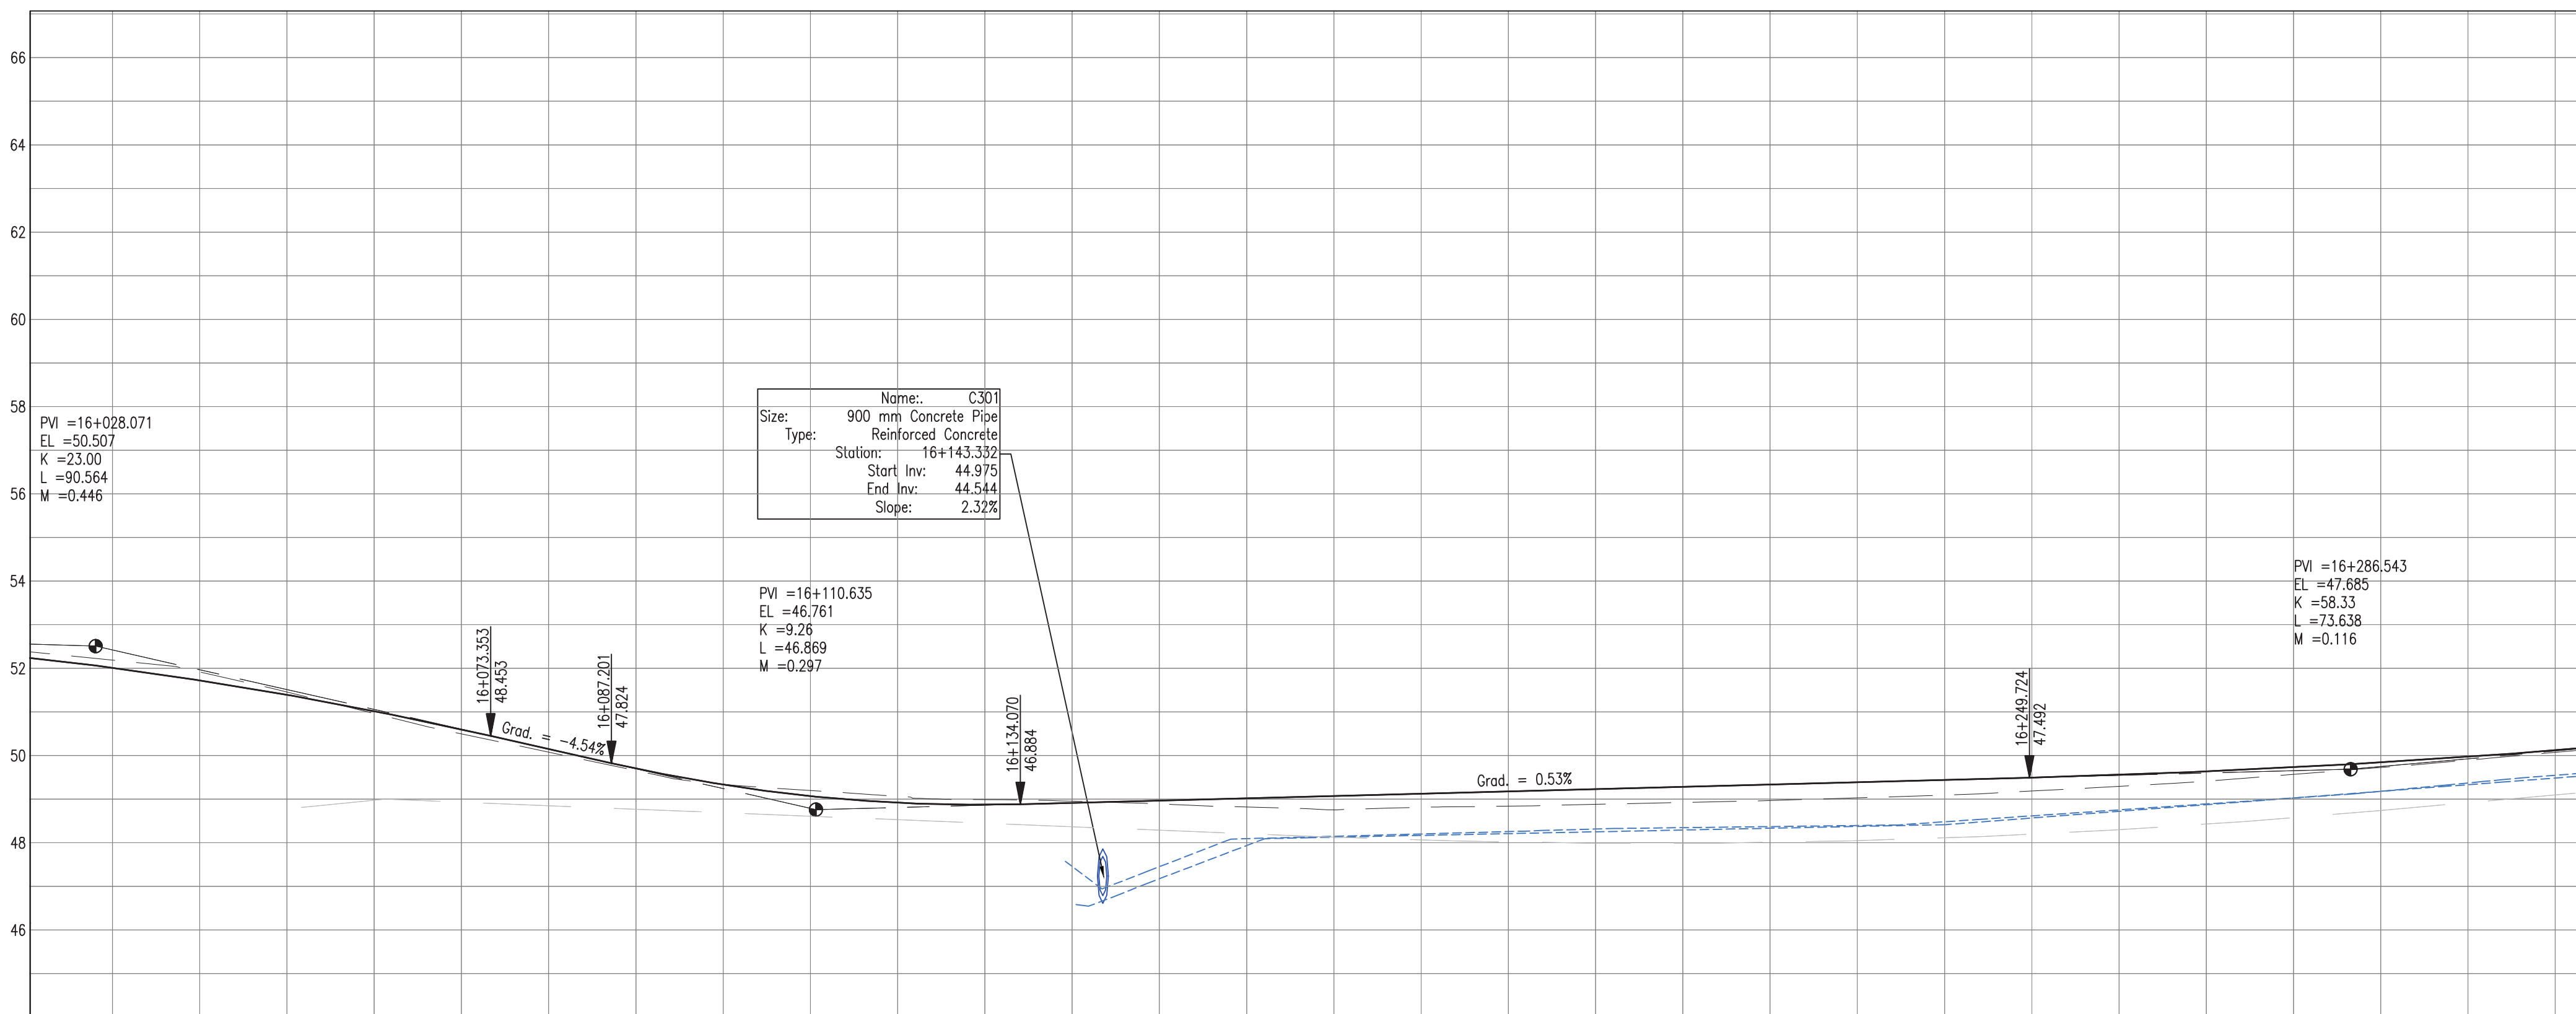 66
64
62
60
58
56
54
52
50
48
46
PVI =16+028.071
EL =50.507
K =23.00
L =90.564
M =0.446
16+073.353
48.453
Grad. = -4.54%
16+087.201
47.824
PVI =16+110.635
EL =46.761
K =9.26
L =46.869
M =0.297
Name:. C301
Size: 900 mm Concrete Pipe
Type: Reinforced Concrete
Station: 16+143.332
Start Inv: 44.975
End Inv: 44.544
Slope: 2.32%
16+134.070
46.884
Grad. = 0.53%
16+249.724
47.492
PVI =16+286.543
EL =47.685
K =58.33
L =73.638
M =0.116